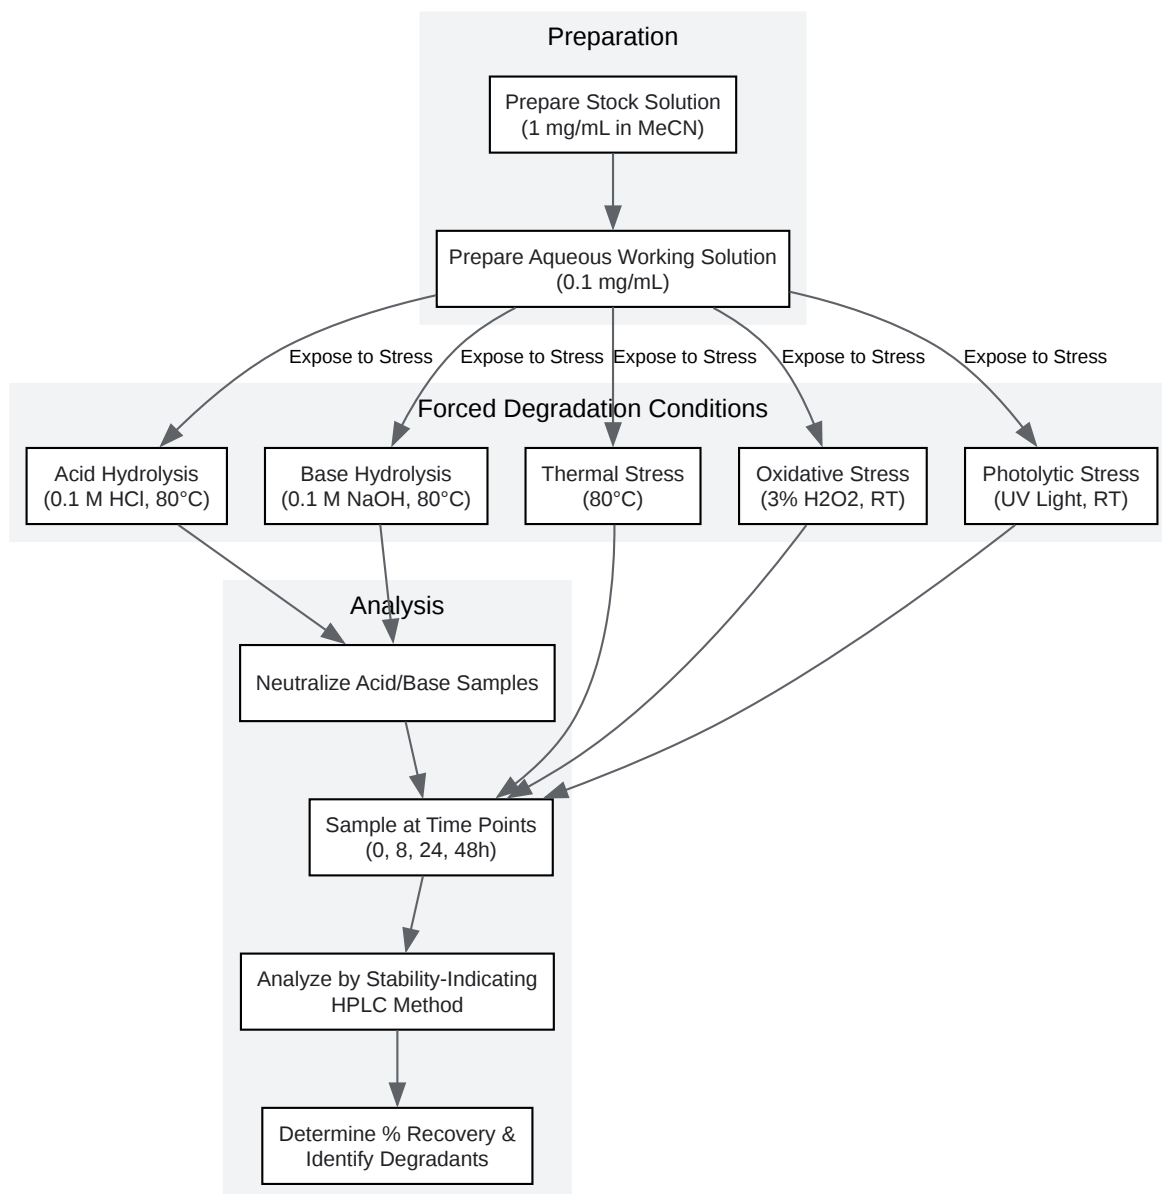 Preparation
Prepare Stock Solution
(1 mg/mL in MeCN)
Prepare Aqueous Working Solution
(0.1 mg/mL)
Expose to Stress
Expose to Stress
Expose to Stress
Expose to Stress
Expose to Stress
Forced Degradation Conditions
Acid Hydrolysis
(0.1 M HCl, 80°C)
Base Hydrolysis
(0.1 M NaOH, 80°C)
Thermal Stress
(80°C)
Oxidative Stress
(3% H2O2, RT)
Photolytic Stress
(UV Light, RT)
Analysis
Neutralize Acid/Base Samples
Sample at Time Points
(0, 8, 24, 48h)
Analyze by Stability-Indicating
HPLC Method
Determine % Recovery &
Identify Degradants